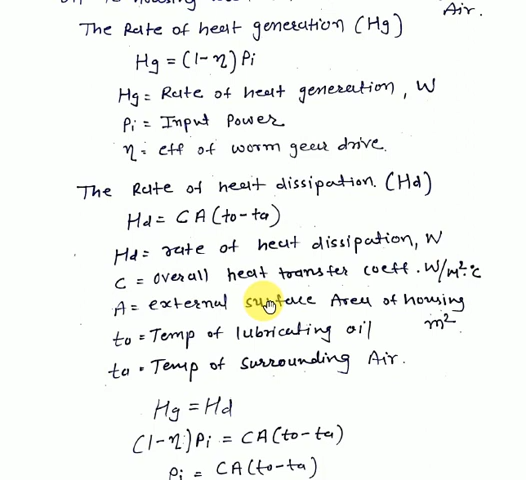 Air.
The Rate of heat generation (Hg)
Hg = (1-η) Pi
Hg = Rate of heat generation, W
Pi = Input Power
η = eff of worm gear drive.
The Rate of heat dissipation. (Hd)
Hd = CA (to-ta)
Hd = rate of heat dissipation, W
C = overall heat transfer coeff. W/m²·°C
A = external surface Area of housing
m²
to = Temp of lubricating oil
ta = Temp of surrounding Air.
Hg = Hd
(1-η)Pi = CA (to-ta)
Pi = CA (to-ta)